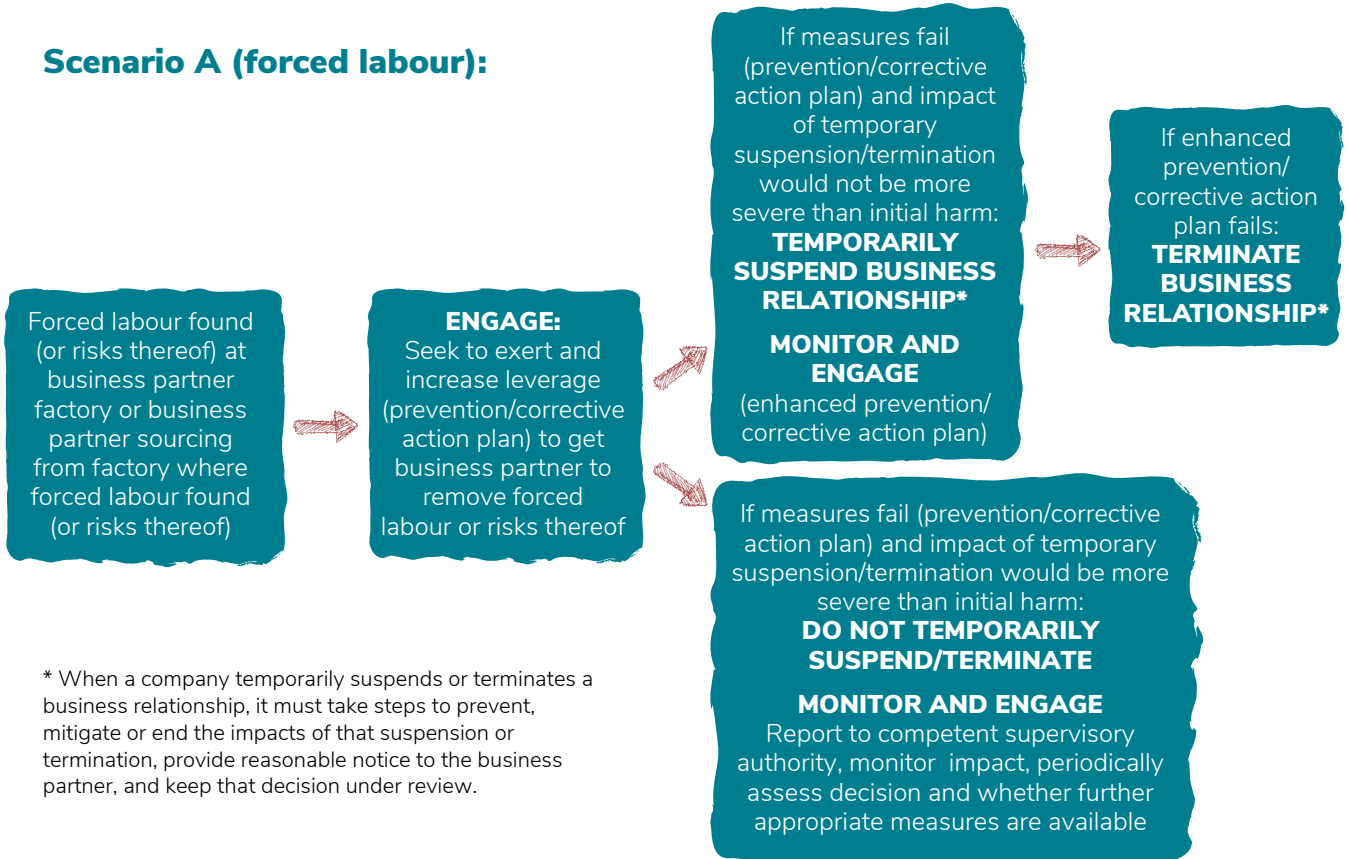 Scenario A (forced labour):
Forced labour found
(or risks thereof) at
business partner
factory or business
partner sourcing
from factory where
forced labour found
(or risks thereof)
ENGAGE:
Seek to exert and
increase leverage
(prevention/corrective
action plan) to get
business partner to
remove forced
labour or risks thereof
If measures fail
(prevention/corrective
action plan) and impact
of temporary
suspension/termination
would not be more
severe than initial harm:
TEMPORARILY
SUSPEND BUSINESS
RELATIONSHIP*
MONITOR AND
ENGAGE
(enhanced prevention/
corrective action plan)
If enhanced
prevention/
corrective action
plan fails:
TERMINATE
BUSINESS
RELATIONSHIP*
If measures fail (prevention/corrective
action plan) and impact of temporary
suspension/termination would be more
severe than initial harm:
DO NOT TEMPORARILY
SUSPEND/TERMINATE
MONITOR AND ENGAGE
Report to competent supervisory
authority, monitor impact, periodically
assess decision and whether further
appropriate measures are available
* When a company temporarily suspends or terminates a
business relationship, it must take steps to prevent,
mitigate or end the impacts of that suspension or
termination, provide reasonable notice to the business
partner, and keep that decision under review.